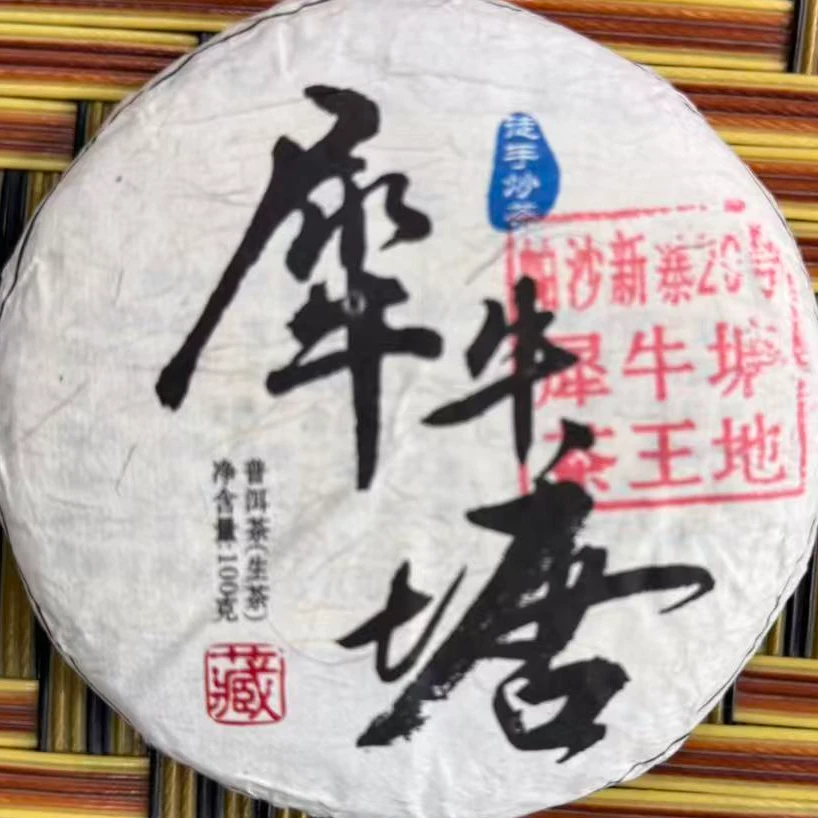 犀牛塘
徒手炒茶
帕沙新寨20号
犀牛塘
茶王地
普洱茶(生茶)
净含量:100克
藏